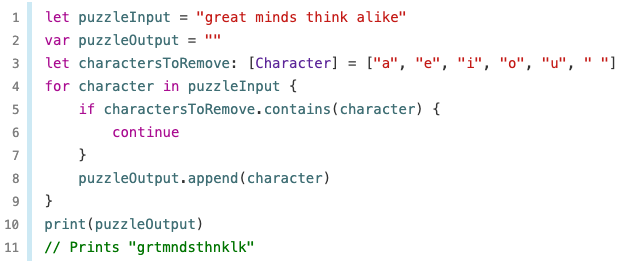 1 let puzzleInput = "great minds think alike"
2 var puzzleOutput = ""
3 let charactersToRemove: [Character] = ["a", "e", "i", "o", "u", " "]
4 for character in puzzleInput {
5     if charactersToRemove.contains(character) {
6         continue
7     }
8     puzzleOutput.append(character)
9 }
10 print(puzzleOutput)
11 // Prints "grtmndsthnklk"